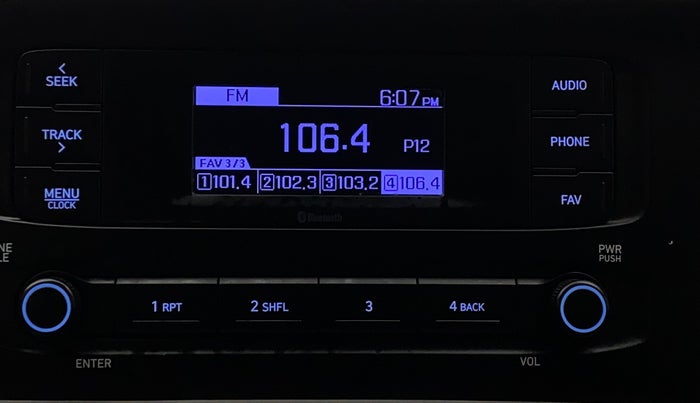 < SEEK
FM 6:07 PM
AUDIO
TRACK >
106.4 P12
PHONE
FAV 3/3
1 101.4 2 102.3 3 103.2 4 106.4
MENU
CLOCK
FAV
Bluetooth
NE
LE
PWR
PUSH
1 RPT 2 SHFL 3 4 BACK
ENTER VOL